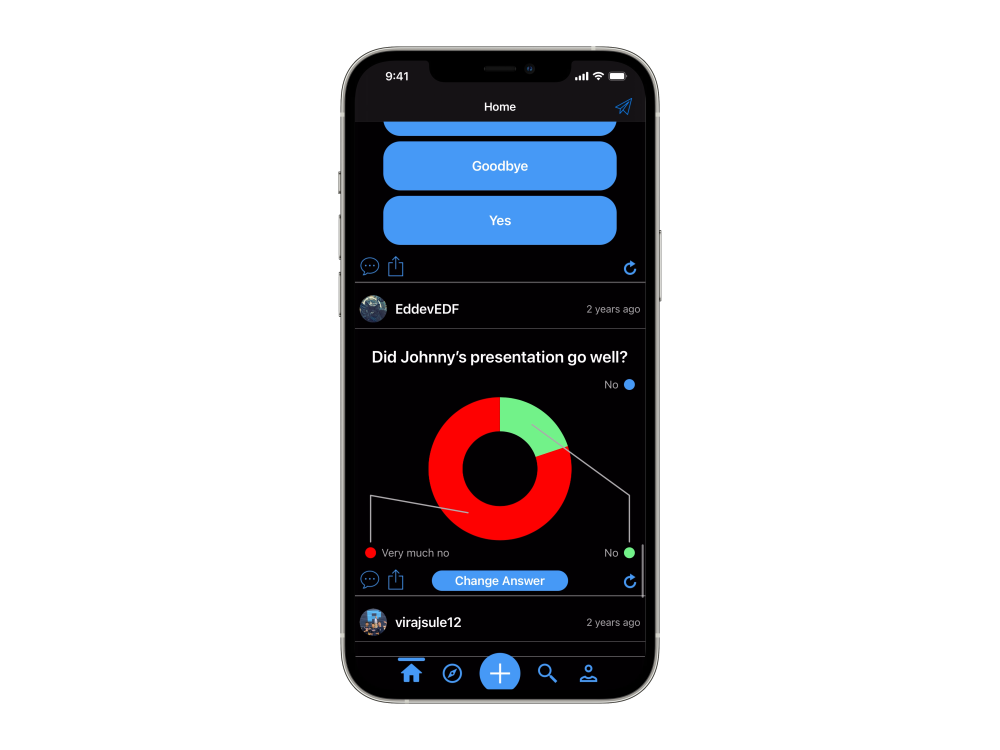 9:41
Home
Goodbye
Yes
EddevEDF
2 years ago
Did Johnny's presentation go well?
No
Very much no
No
Change Answer
virajsule12
2 years ago